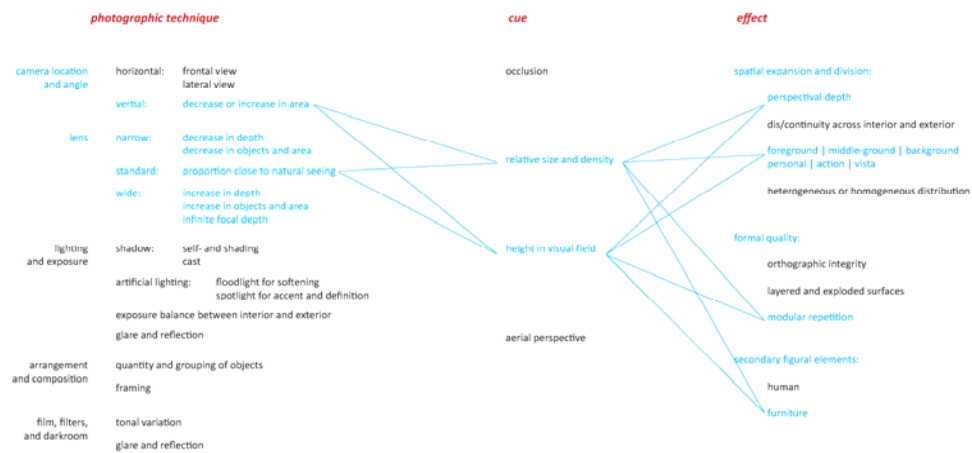 photographic technique
cue
effect
camera location
and angle
horizontal: frontal view
lateral view
vertial: decrease or increase in area
lens
narrow: decrease in depth
decrease in objects and area
standard: proportion close to natural seeing
wide: increase in depth
increase in objects and area
infinite focal depth
lighting
and exposure
shadow: self- and shading
cast
artificial lighting: floodlight for softening
spotlight for accent and definition
exposure balance between interior and exterior
glare and reflection
arrangement
and composition
quantity and grouping of objects
framing
film, filters,
and darkroom
tonal variation
glare and reflection
occlusion
relative size and density
height in visual field
aerial perspective
spatial expansion and division:
perspectival depth
dis/continuity across interior and exterior
foreground | middle-ground | background
personal | action | vista
heterogeneous or homogeneous distribution
formal quality:
orthographic integrity
layered and exploded surfaces
modular repetition
secondary figural elements:
human
furniture